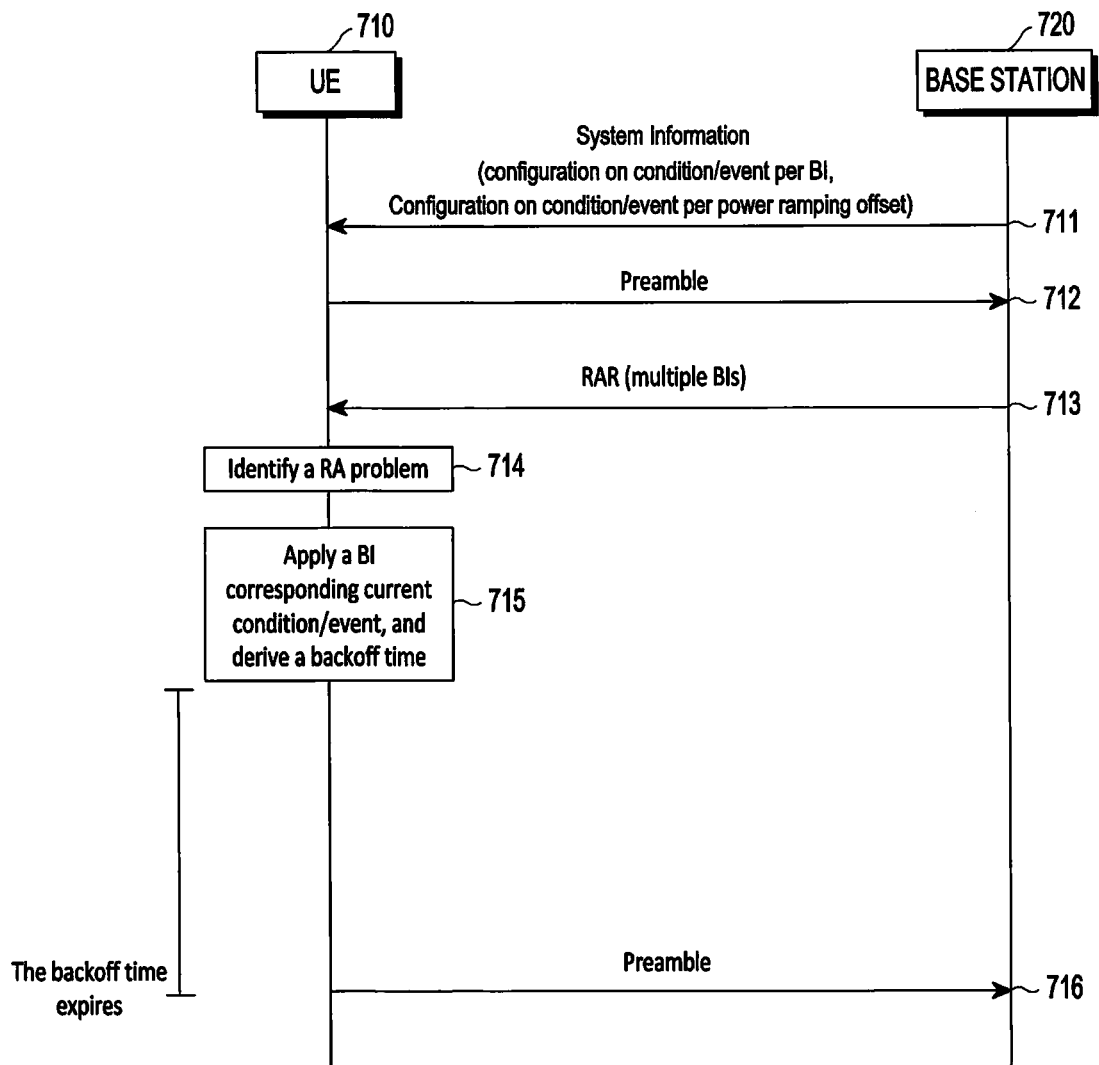 710
720
UE
BASE STATION
System Information
(configuration on condition/event per BI,
Configuration on condition/event per power ramping offset)
711
Preamble
712
RAR (multiple BIs)
713
Identify a RA problem
714
Apply a BI
corresponding current
condition/event, and
derive a backoff time
715
The backoff time
expires
Preamble
716